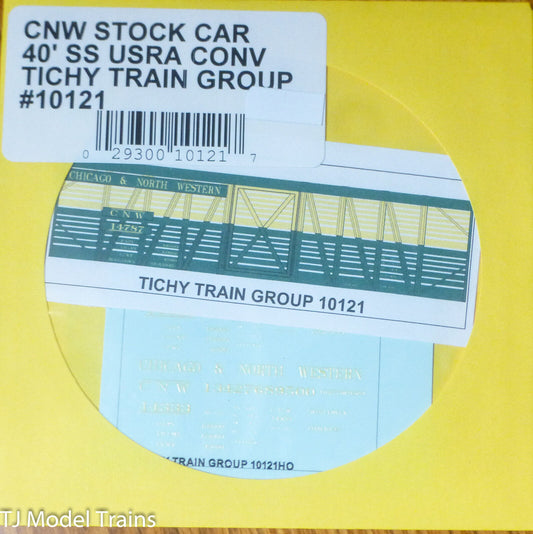 CNW STOCK CAR
40' SS USRA CONV
TICHY TRAIN GROUP
#10121
0 29300 10121 7
CHICAGO & NORTH WESTERN
C N W
14787
TICHY TRAIN GROUP 10121
CHICAGO & NORTH WESTERN
C N W
TRAIN GROUP 10121HO
TJ Model Trains